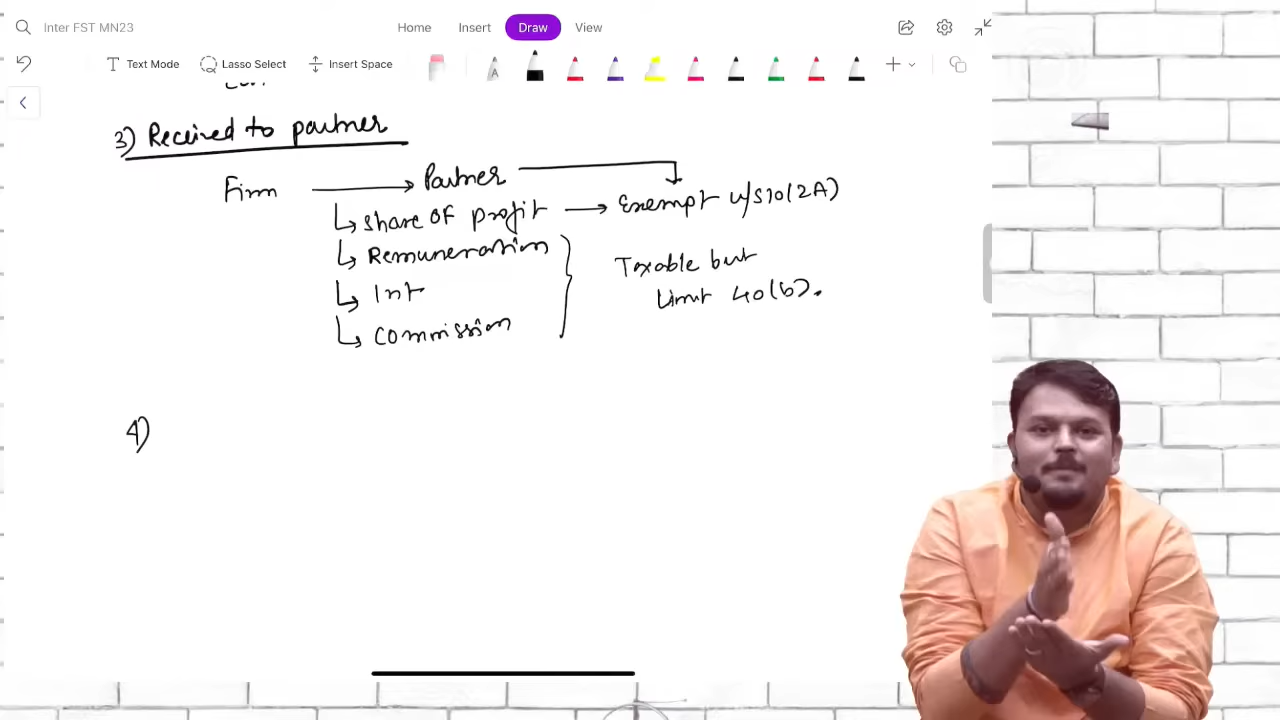 Inter FST MN23
Home Insert Draw View
Text Mode Lasso Select Insert Space
3) Received to partner
Firm → Partner
↳ Share of profit → Exempt u/s 10(2A)
↳ Remuneration
↳ Int
↳ Commission
Taxable but
Limit 40(b).
4)